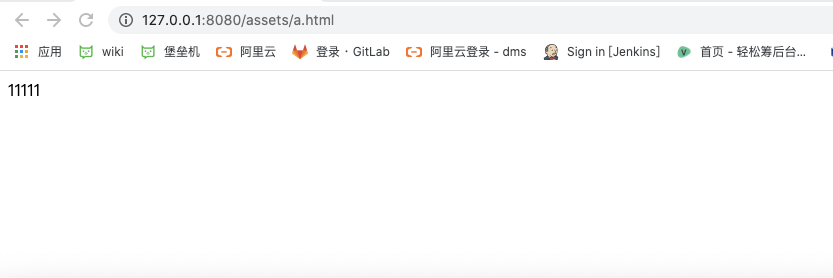 127.0.0.1:8080/assets/a.html
应用 wiki 堡垒机 阿里云 登录 · GitLab 阿里云登录 - dms Sign in [Jenkins] 首页 - 轻松筹后台...
11111